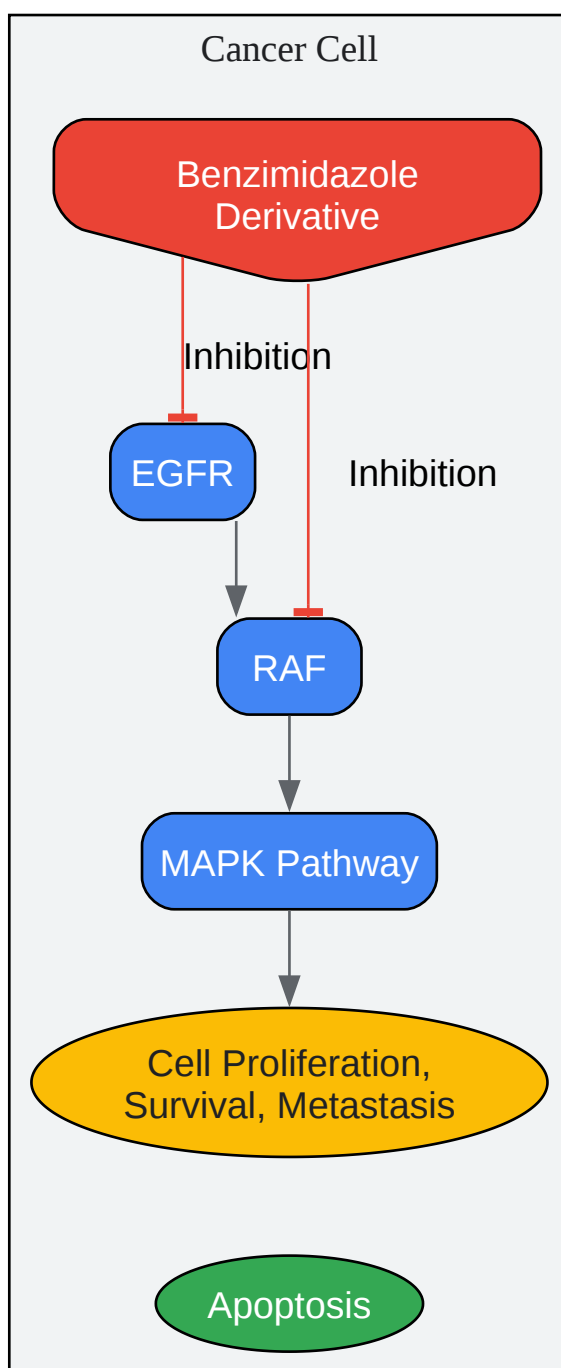 Cancer Cell
Benzimidazole
Derivative
Inhibition
EGFR
Inhibition
RAF
MAPK Pathway
Cell Proliferation,
Survival, Metastasis
Apoptosis